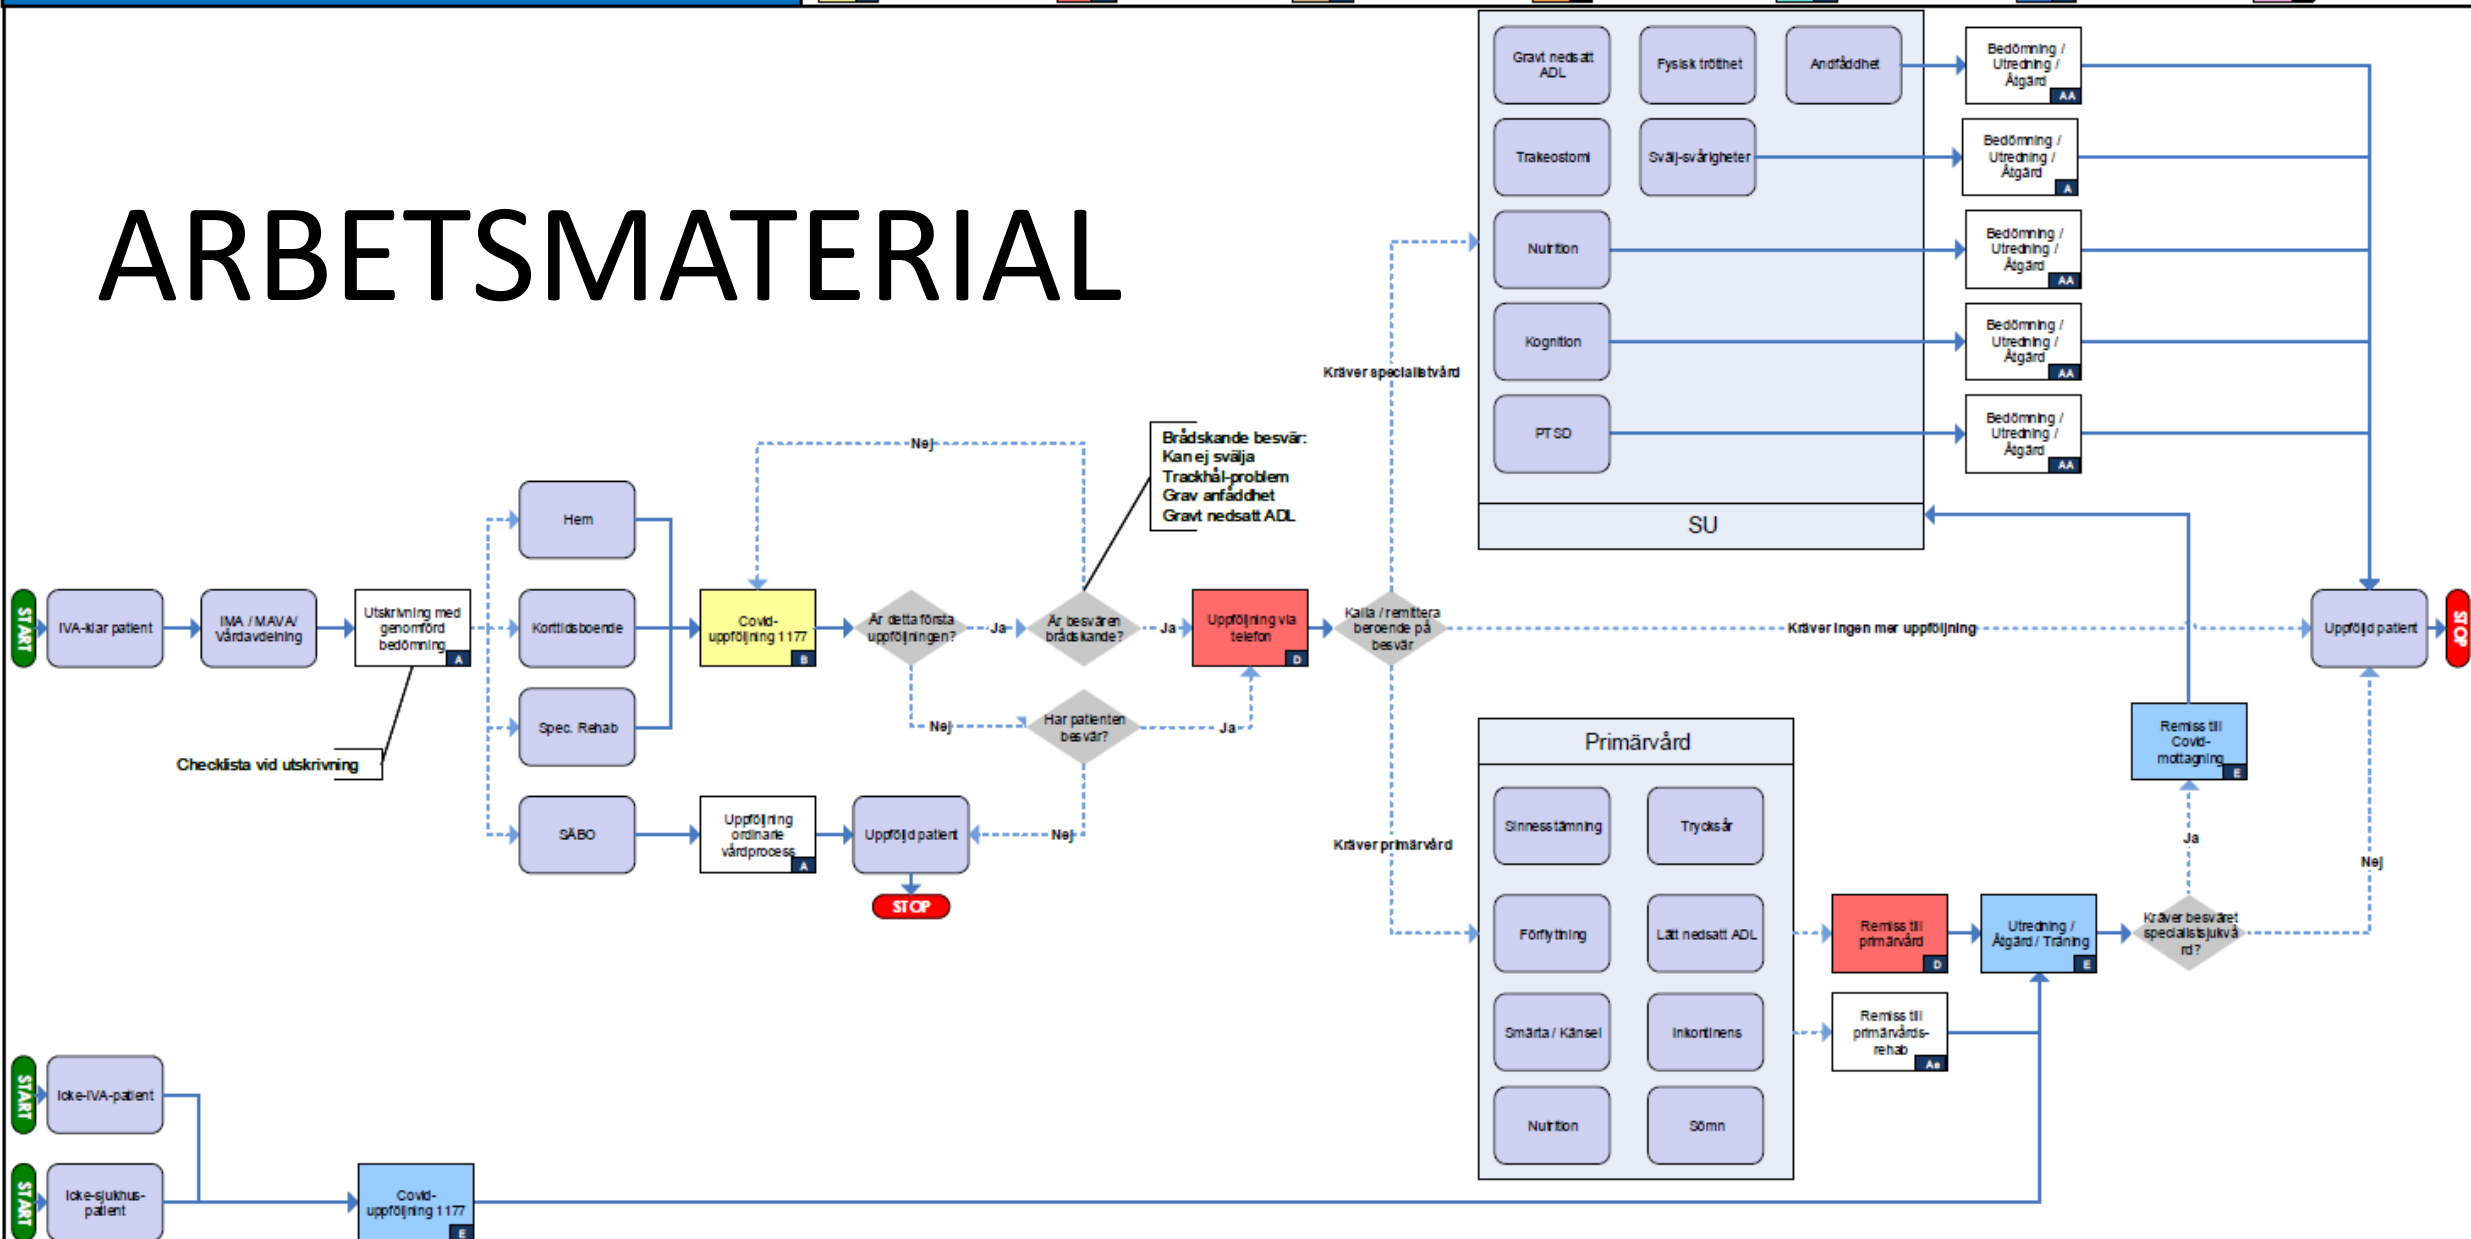 ARBETSMATERIAL
Gravt nedsatt
ADL
Fysisk trötthet
Andfåddhet
Bedömning /
Utredning /
Åtgärd
AA
Trakeostomi
Svälj-svårigheter
Bedömning /
Utredning /
Åtgärd
A
Nutrition
Bedömning /
Utredning /
Åtgärd
AA
Kognition
Bedömning /
Utredning /
Åtgärd
AA
PTSD
Bedömning /
Utredning /
Åtgärd
AA
SU
Kräver specialistvård
Nej
Brådskande besvär:
Kan ej svälja
Trackhål-problem
Grav anfåddhet
Gravt nedsatt ADL
START
IVA-klar patient
IMA / MAVA/
Vårdavdelning
Utskrivning med
genomförd
bedömning
A
Checklista vid utskrivning
Hem
Korttidsboende
Spec. Rehab
SÄBO
Covid-
uppföljning 1177
B
Är detta första
uppföljningen?
Ja
Är besvären
brådskande?
Ja
Uppföljning via
telefon
D
Kalla / remittera
beroende på
besvär
Kräver ingen mer uppföljning
Uppföljd patient
STOP
Nej
Har patienten
besvär?
Ja
Uppföljning
ordinarie
vårdprocess
A
Uppföljd patient
Nej
STOP
Kräver primärvård
Primärvård
Sinnesstämning
Trycksår
Förflyttning
Lätt nedsatt ADL
Smärta / Känsel
Inkontinens
Nutrition
Sömn
Remiss till
primärvård
D
Utredning /
Åtgärd / Träning
E
Kräver besväret
specialistsjukvå
rd?
Ja
Nej
Remiss till
Covid-
mottagning
E
Remiss till
primärvårds-
rehab
Ae
START
Icke-IVA-patient
START
Icke-sjukhus-
patient
Covid-
uppföljning 1177
E